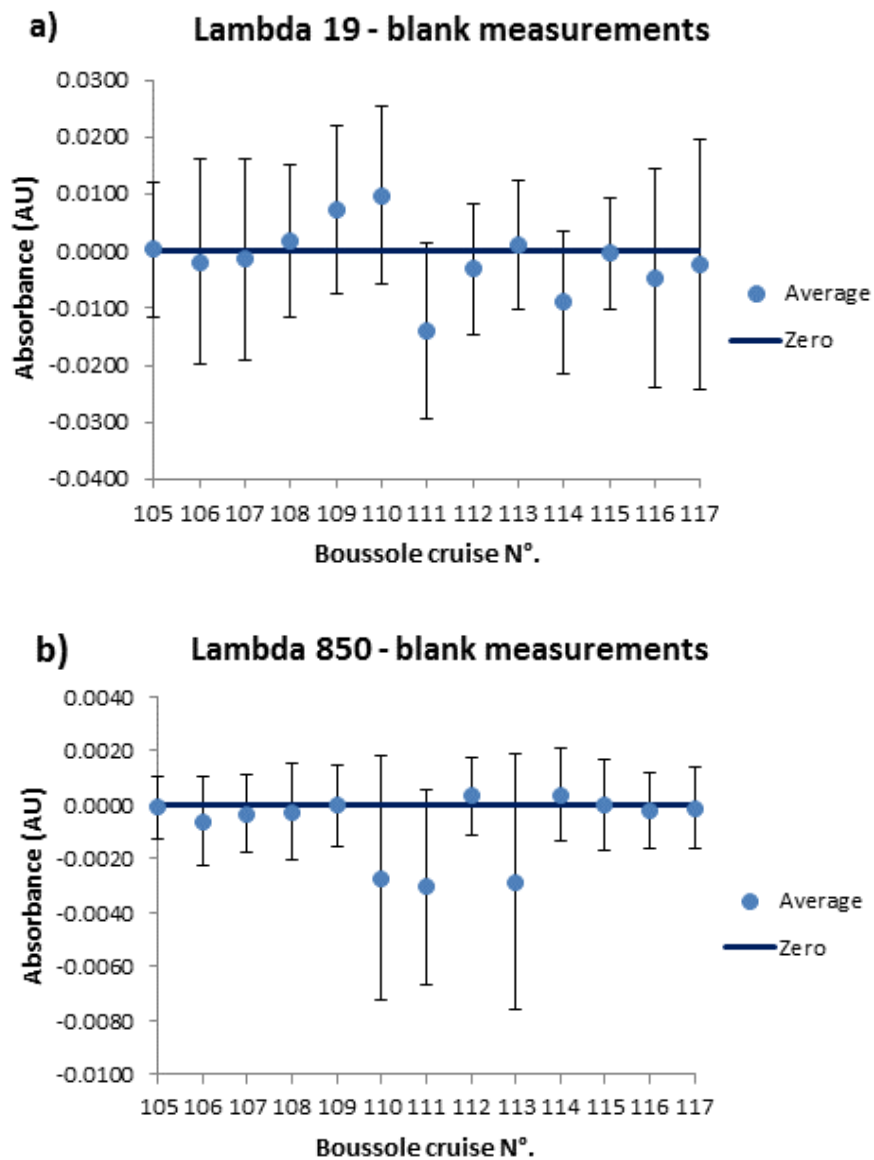 a)
Lambda 19 - blank measurements
0.0300
0.0200
0.0100
0.0000
-0.0100
-0.0200
-0.0300
-0.0400
Absorbance (AU)
105 106 107 108 109 110 111 112 113 114 115 116 117
Boussole cruise N°.
Average
Zero
b)
Lambda 850 - blank measurements
0.0040
0.0020
0.0000
-0.0020
-0.0040
-0.0060
-0.0080
-0.0100
Absorbance (AU)
105 106 107 108 109 110 111 112 113 114 115 116 117
Boussole cruise N°.
Average
Zero